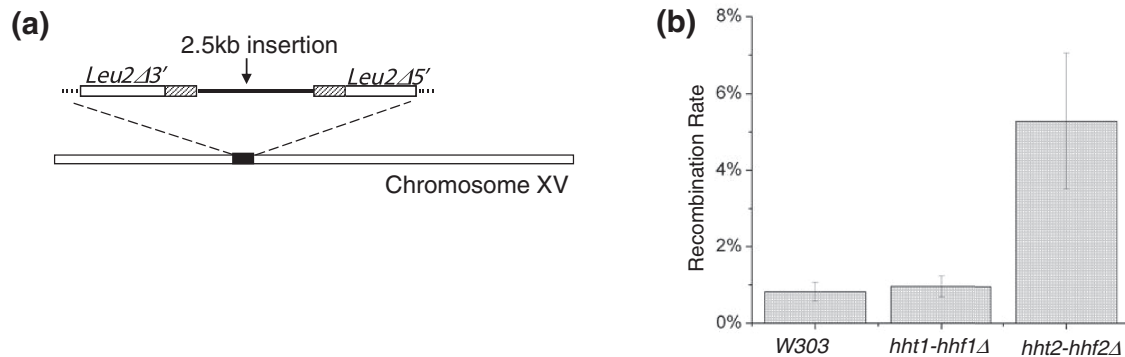 (a)
2.5kb insertion
Leu2Δ3′ Leu2Δ5′
Chromosome XV
(b)
Recombination Rate
8%
6%
4%
2%
0%
W303 hht1-hhf1Δ hht2-hhf2Δ